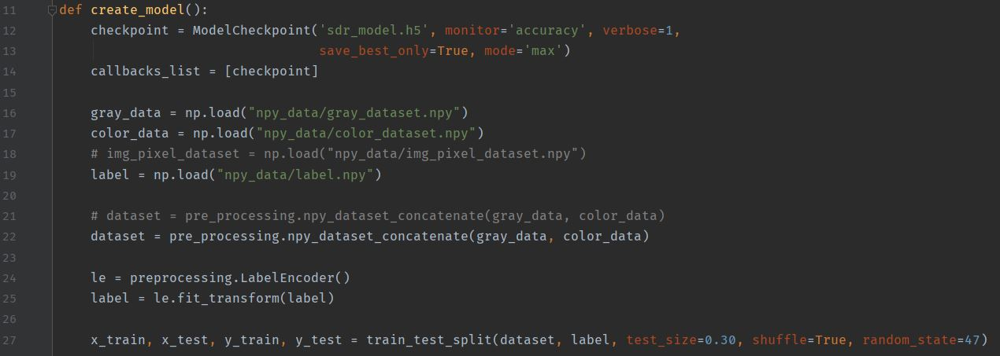 11 def create_model():
12     checkpoint = ModelCheckpoint('sdr_model.h5', monitor='accuracy', verbose=1,
13                                  save_best_only=True, mode='max')
14     callbacks_list = [checkpoint]
15
16     gray_data = np.load("npy_data/gray_dataset.npy")
17     color_data = np.load("npy_data/color_dataset.npy")
18     # img_pixel_dataset = np.load("npy_data/img_pixel_dataset.npy")
19     label = np.load("npy_data/label.npy")
20
21     # dataset = pre_processing.npy_dataset_concatenate(gray_data, color_data)
22     dataset = pre_processing.npy_dataset_concatenate(gray_data, color_data)
23
24     le = preprocessing.LabelEncoder()
25     label = le.fit_transform(label)
26
27     x_train, x_test, y_train, y_test = train_test_split(dataset, label, test_size=0.30, shuffle=True, random_state=47)